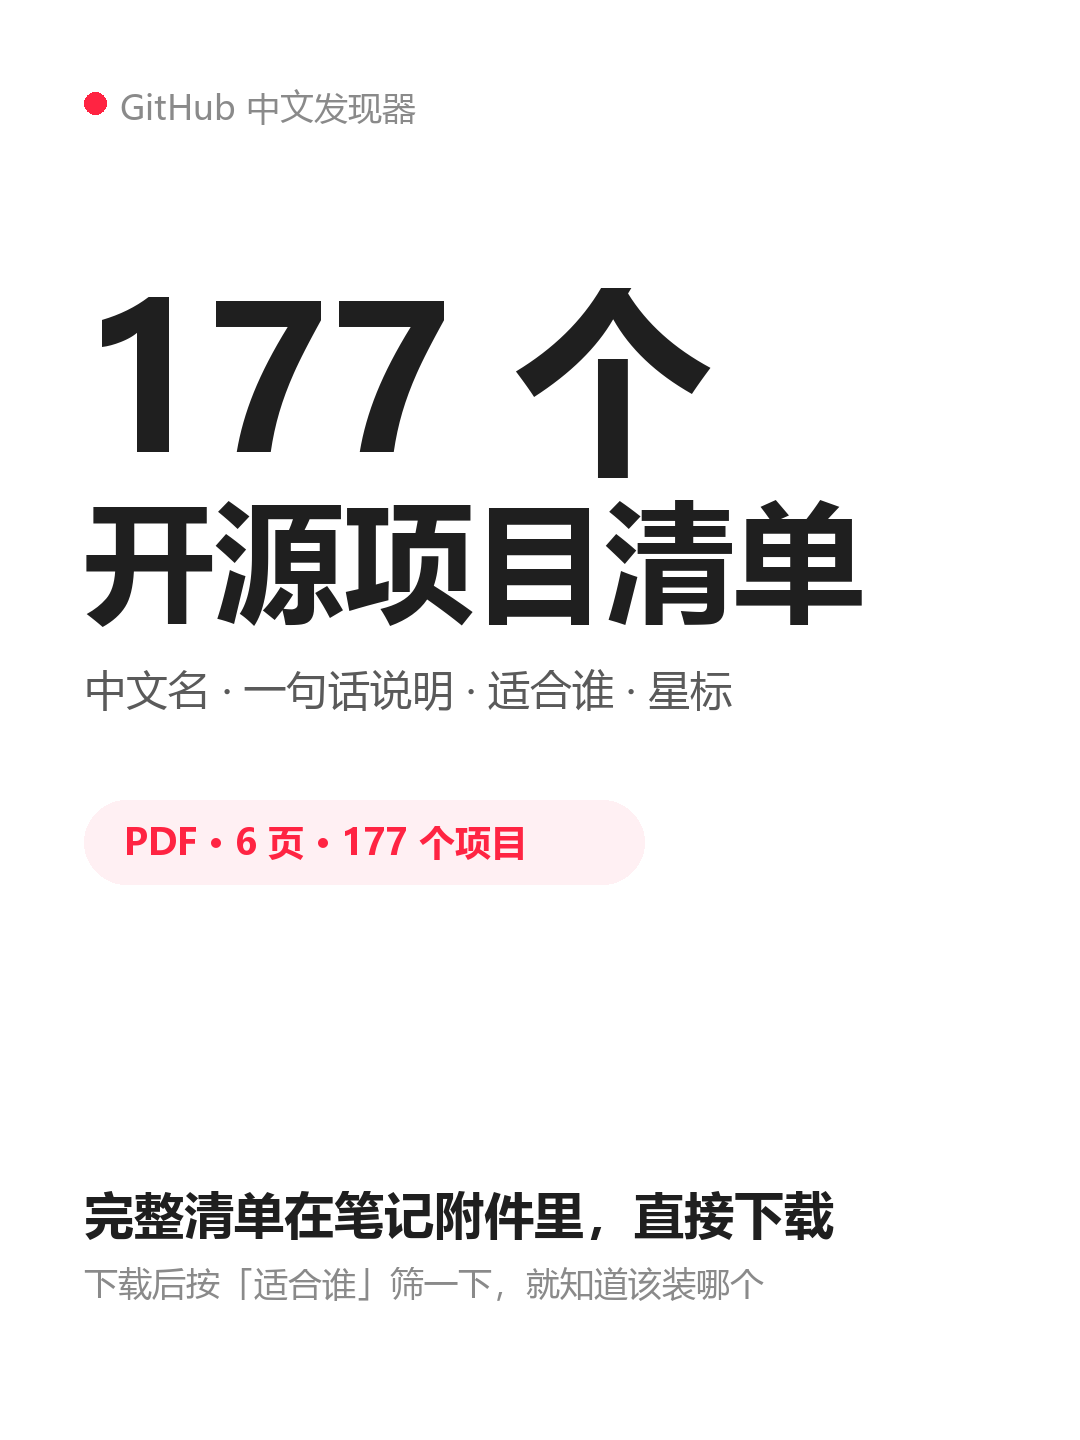 GitHub 中文发现器
177 个
开源项目清单
中文名 · 一句话说明 · 适合谁 · 星标
PDF · 6 页 · 177 个项目
完整清单在笔记附件里，直接下载
下载后按「适合谁」筛一下，就知道该装哪个